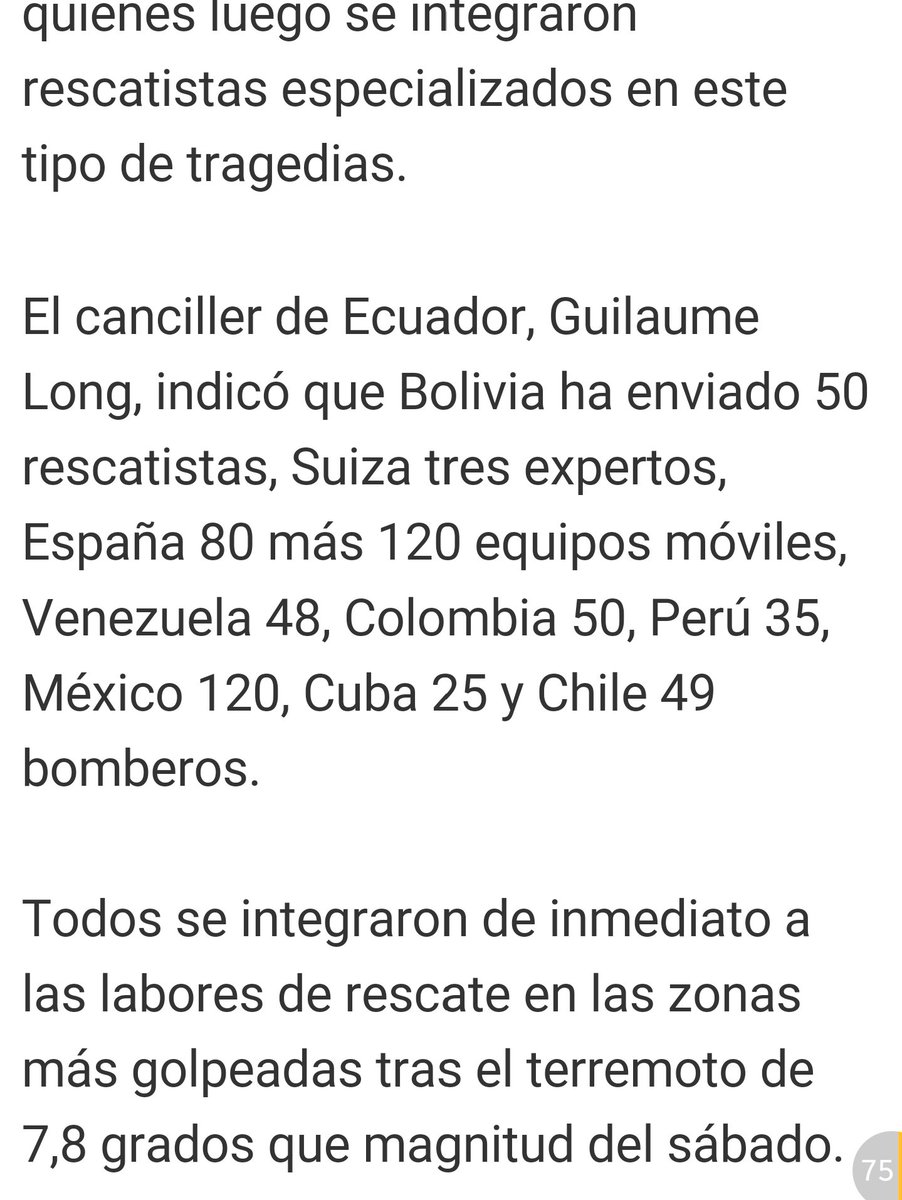 quienes luego se integraron
rescatistas especializados en este
tipo de tragedias.
El canciller de Ecuador, Guilaume
Long, indicó que Bolivia ha enviado 50
rescatistas, Suiza tres expertos,
España 80 más 120 equipos móviles,
Venezuela 48, Colombia 50, Perú 35,
México 120, Cuba 25 y Chile 49
bomberos.
Todos se integraron de inmediato a
las labores de rescate en las zonas
más golpeadas tras el terremoto de
7,8 grados que magnitud del sábado.
75